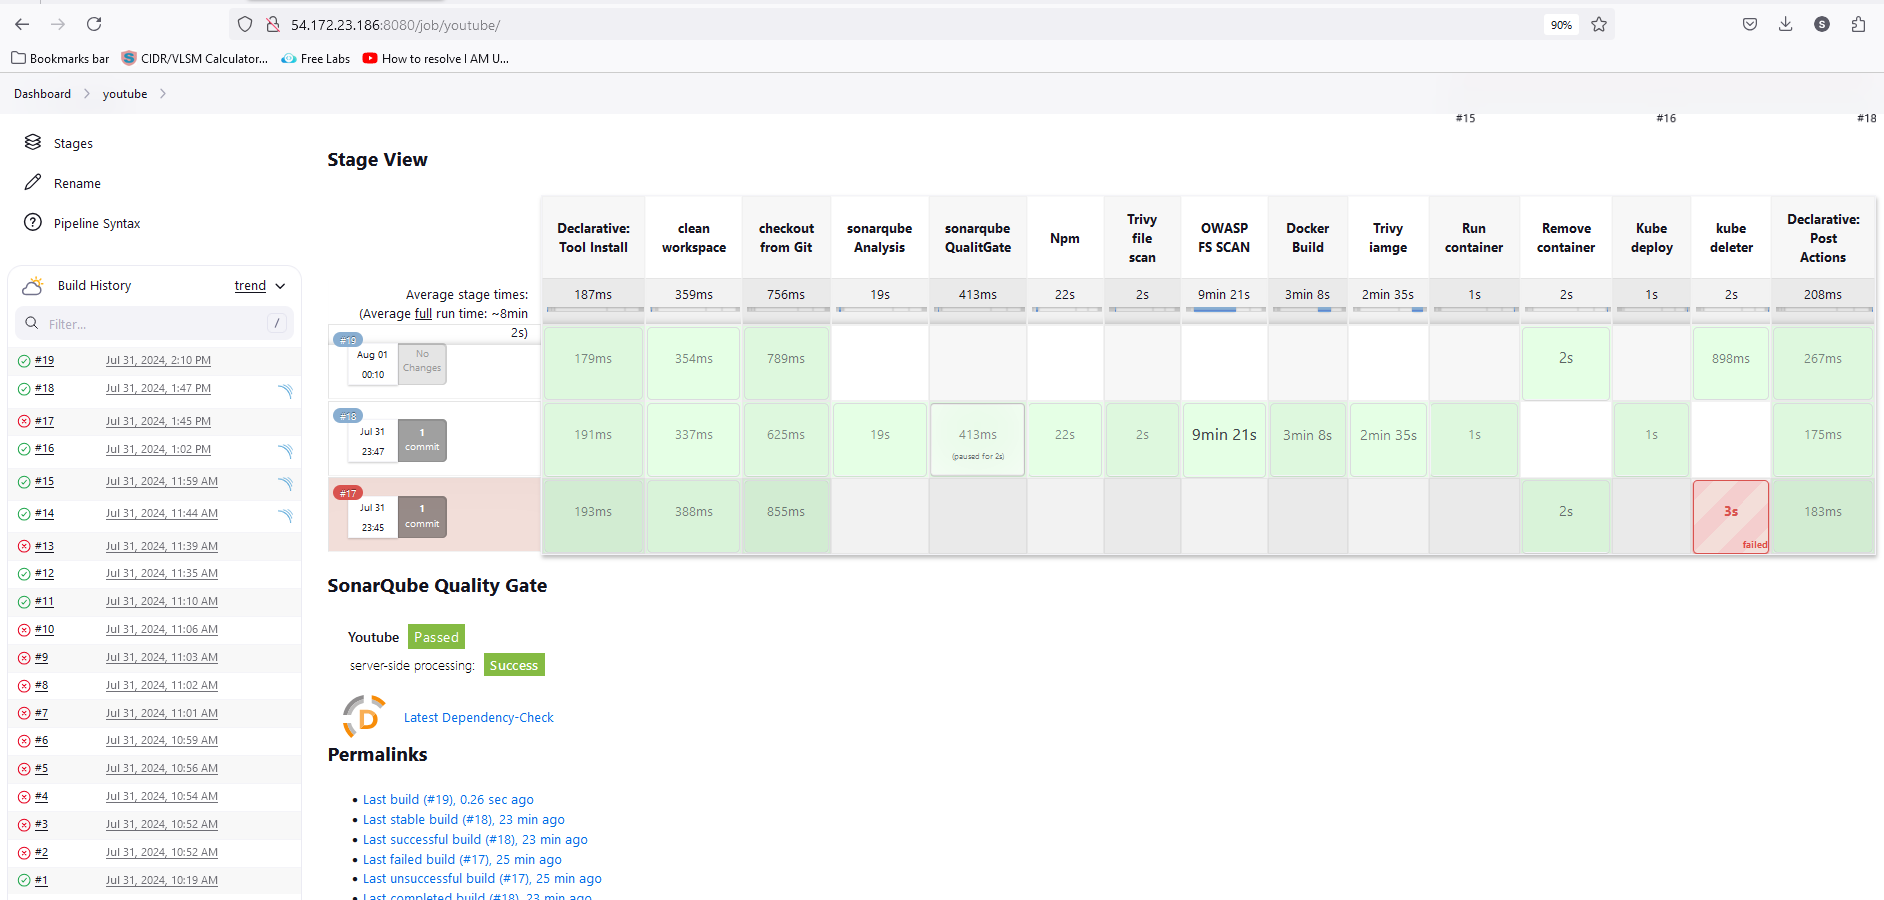 54.172.23.186:8080/job/youtube/
90%
S
Bookmarks bar
CIDR/VLSM Calculator...
Free Labs
How to resolve I AM U...
Dashboard
youtube
Stages
Rename
Pipeline Syntax
Build History
trend
Filter...
/
#19 Jul 31, 2024, 2:10 PM
#18 Jul 31, 2024, 1:47 PM
#17 Jul 31, 2024, 1:45 PM
#16 Jul 31, 2024, 1:02 PM
#15 Jul 31, 2024, 11:59 AM
#14 Jul 31, 2024, 11:44 AM
#13 Jul 31, 2024, 11:39 AM
#12 Jul 31, 2024, 11:35 AM
#11 Jul 31, 2024, 11:10 AM
#10 Jul 31, 2024, 11:06 AM
#9 Jul 31, 2024, 11:03 AM
#8 Jul 31, 2024, 11:02 AM
#7 Jul 31, 2024, 11:01 AM
#6 Jul 31, 2024, 10:59 AM
#5 Jul 31, 2024, 10:56 AM
#4 Jul 31, 2024, 10:54 AM
#3 Jul 31, 2024, 10:52 AM
#2 Jul 31, 2024, 10:52 AM
#1 Jul 31, 2024, 10:19 AM
#15 #16 #18
Stage View
Declarative: Tool Install
clean workspace
checkout from Git
sonarqube Analysis
sonarqube QualitGate
Npm
Trivy file scan
OWASP FS SCAN
Docker Build
Trivy iamge
Run container
Remove container
Kube deploy
kube deleter
Declarative: Post Actions
Average stage times:
(Average full run time: ~8min
2s)
187ms 359ms 756ms 19s 413ms 22s 2s 9min 21s 3min 8s 2min 35s 1s 2s 1s 2s 208ms
#19
Aug 01
00:10
No
Changes
179ms 354ms 789ms 2s 898ms 267ms
#18
Jul 31
23:47
1
commit
191ms 337ms 625ms 19s 413ms 22s 2s 9min 21s 3min 8s 2min 35s 1s 1s 175ms
(paused for 2s)
#17
Jul 31
23:45
1
commit
193ms 388ms 855ms 2s 3s 183ms
failed
SonarQube Quality Gate
Youtube Passed
server-side processing: Success
D
Latest Dependency-Check
Permalinks
Last build (#19), 0.26 sec ago
Last stable build (#18), 23 min ago
Last successful build (#18), 23 min ago
Last failed build (#17), 25 min ago
Last unsuccessful build (#17), 25 min ago
Last completed build (#18), 23 min ago